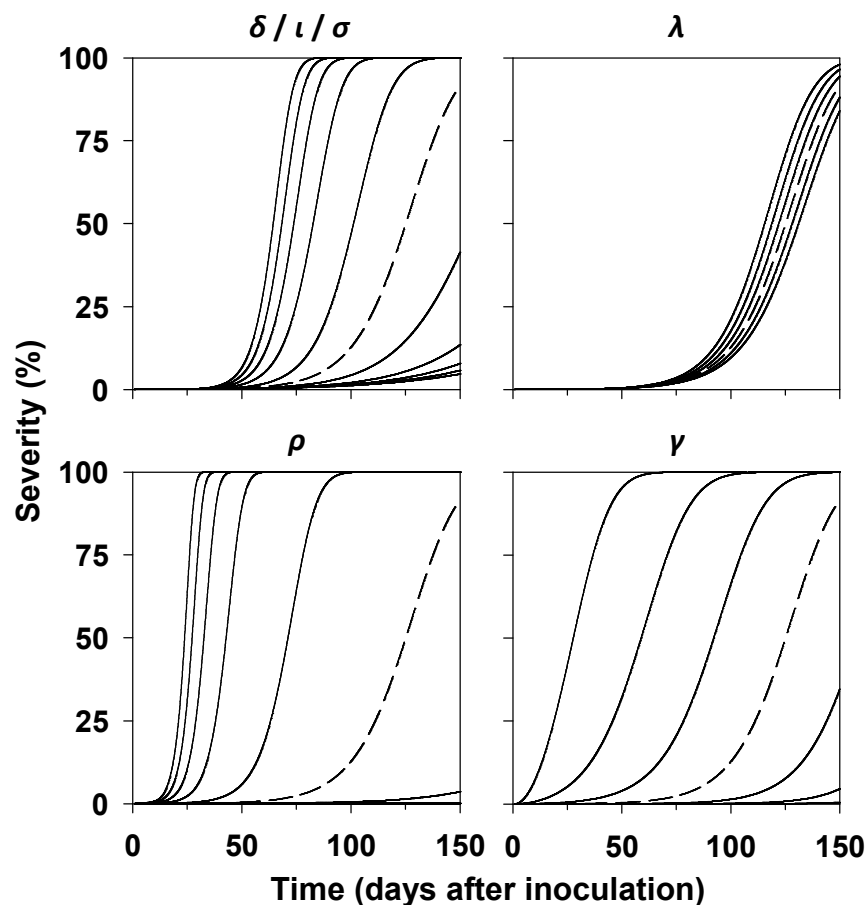 δ / ι / σ
λ
100
75
50
25
0
ρ
γ
100
75
50
25
0
0 50 100 150 0 50 100 150
Severity (%)
Time (days after inoculation)